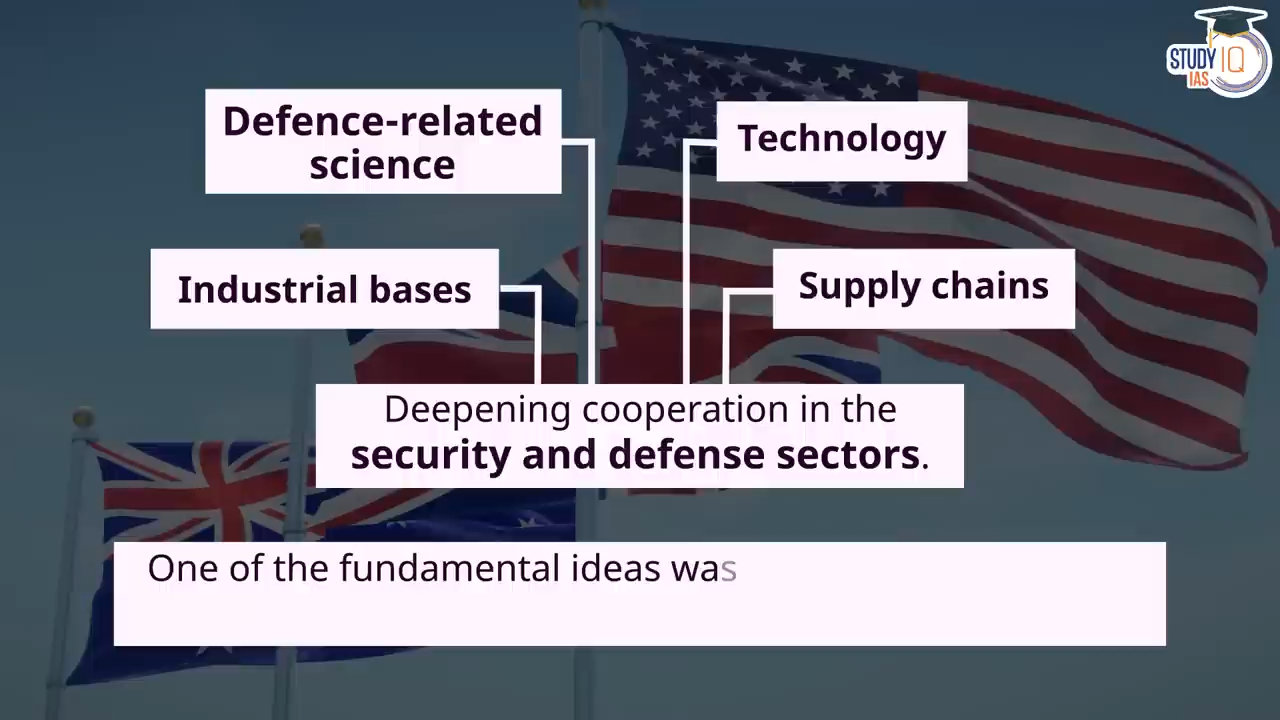 STUDY IQ
IAS
Defence-related
science
Technology
Industrial bases
Supply chains
Deepening cooperation in the
security and defense sectors.
One of the fundamental ideas was